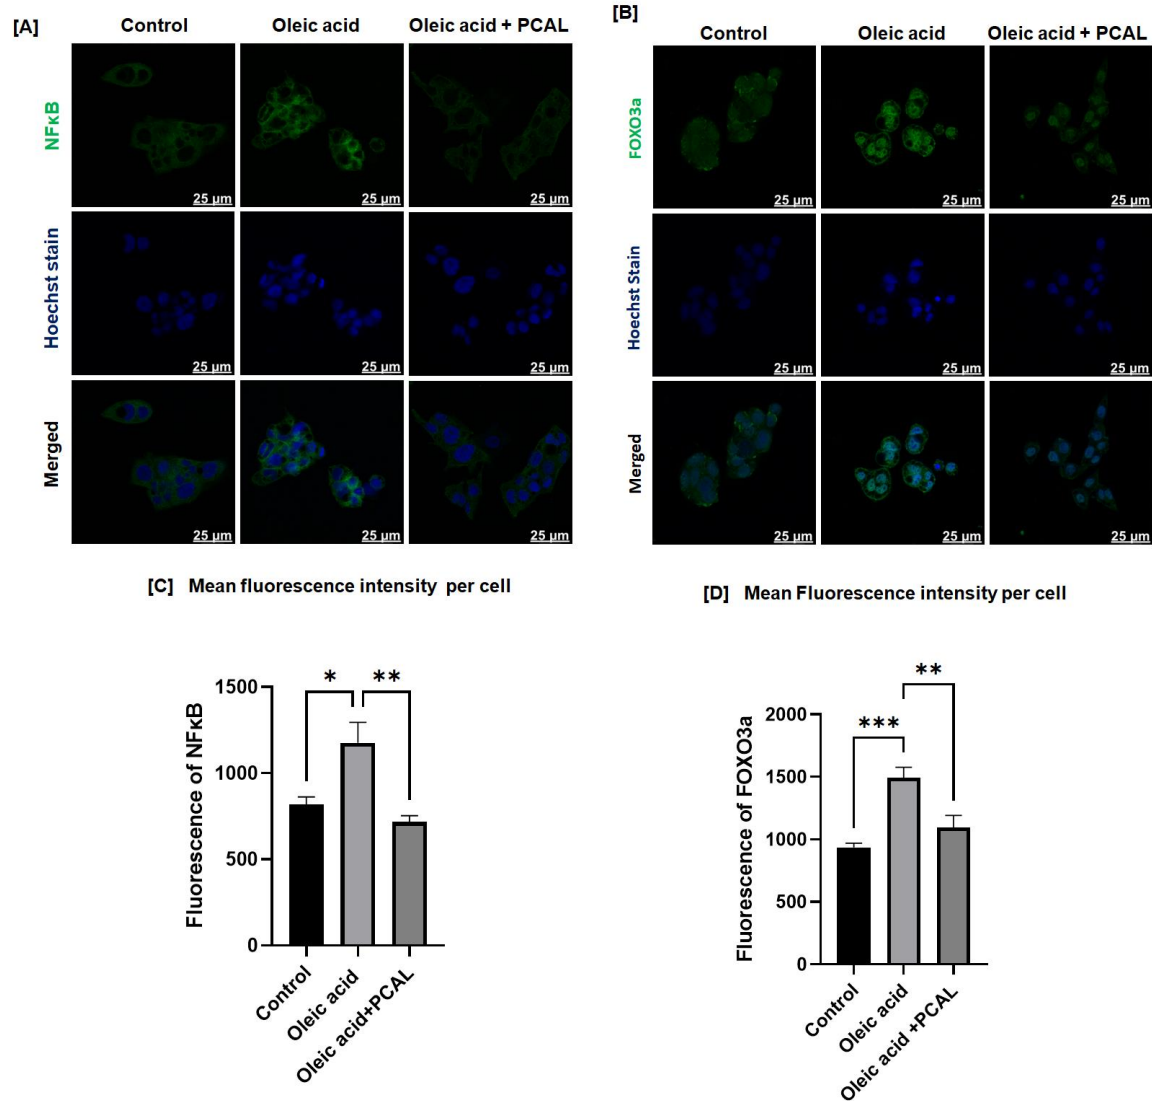 [A]
Control Oleic acid Oleic acid + PCAL
NFκB
25 µm 25 µm 25 µm
Hoechst stain
25 µm 25 µm 25 µm
Merged
25 µm 25 µm 25 µm
[B]
Control Oleic acid Oleic acid + PCAL
FOXO3a
25 µm 25 µm 25 µm
Hoechst Stain
25 µm 25 µm 25 µm
Merged
25 µm 25 µm 25 µm
[C] Mean fluorescence intensity per cell
Fluorescence of NFκB
* **
1500
1000
500
0
Control
Oleic acid
Oleic acid+PCAL
[D] Mean Fluorescence intensity per cell
Fluorescence of FOXO3a
**
***
2000
1500
1000
500
0
Control
Oleic acid
Oleic acid +PCAL